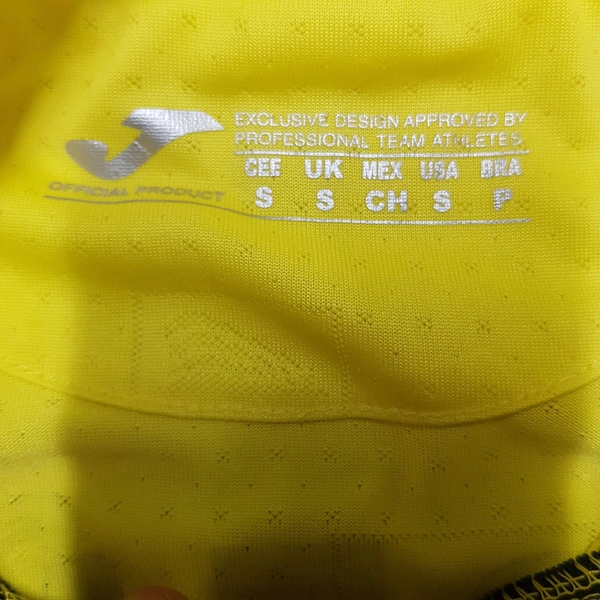 EXCLUSIVE DESIGN APPROVED BY
PROFESSIONAL TEAM ATHLETES
CEE UK MEX USA BRA
S S CH S P
OFFICIAL PRODUCT